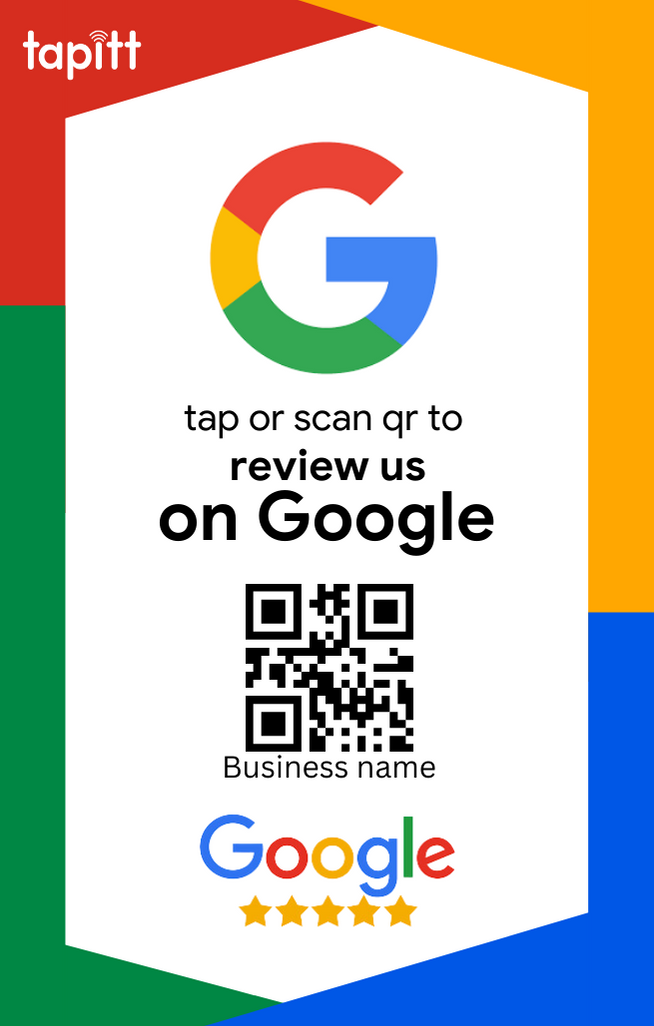 tapitt
G
tap or scan qr to
review us
on Google
Business name
Google